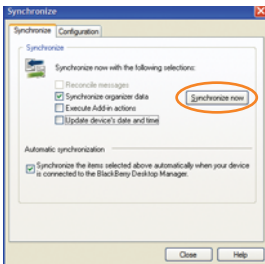 Synchronize
Synchronize Configuration
Synchronize
Synchronize now with the following selections:
Reconcile messages
Synchronize organizer data
Synchronize now
Execute Add-in actions
Update device's date and time
Automatic synchronization
Synchronize the items selected above automatically when your device
is connected to the BlackBerry Desktop Manager.
Close Help